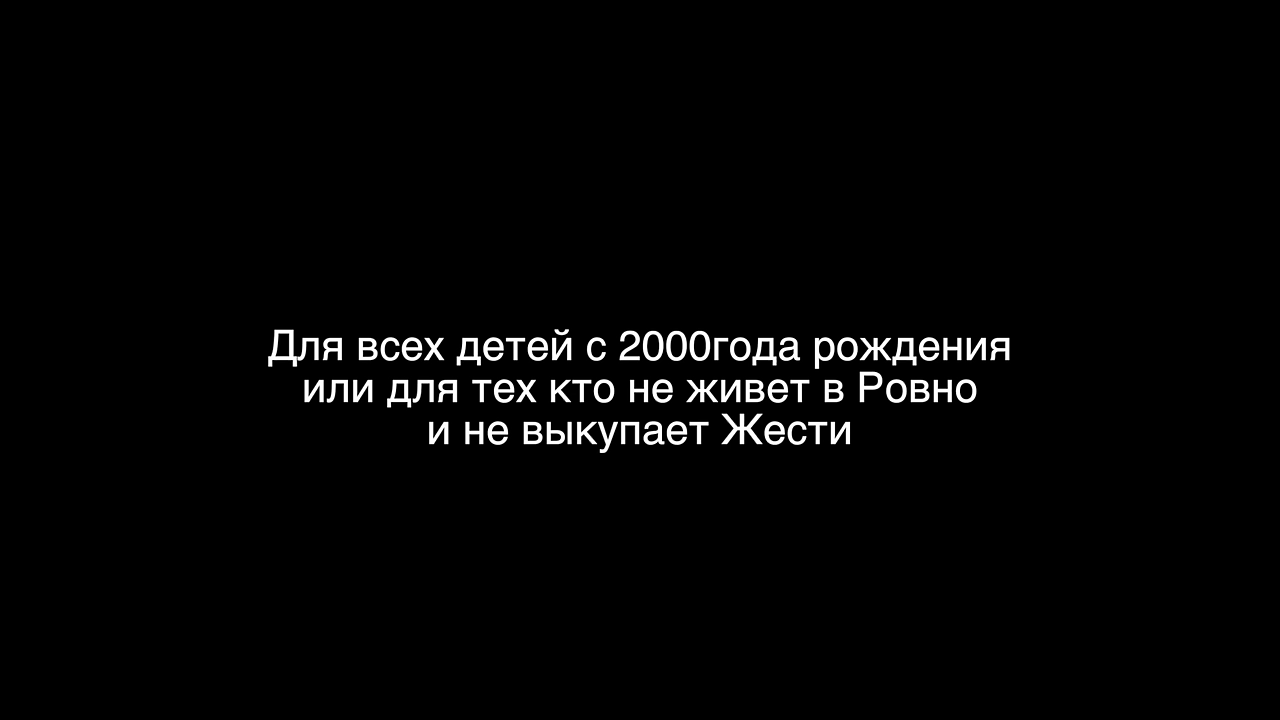 Для всех детей с 2000года рождения
или для тех кто не живет в Ровно
и не выкупает Жести